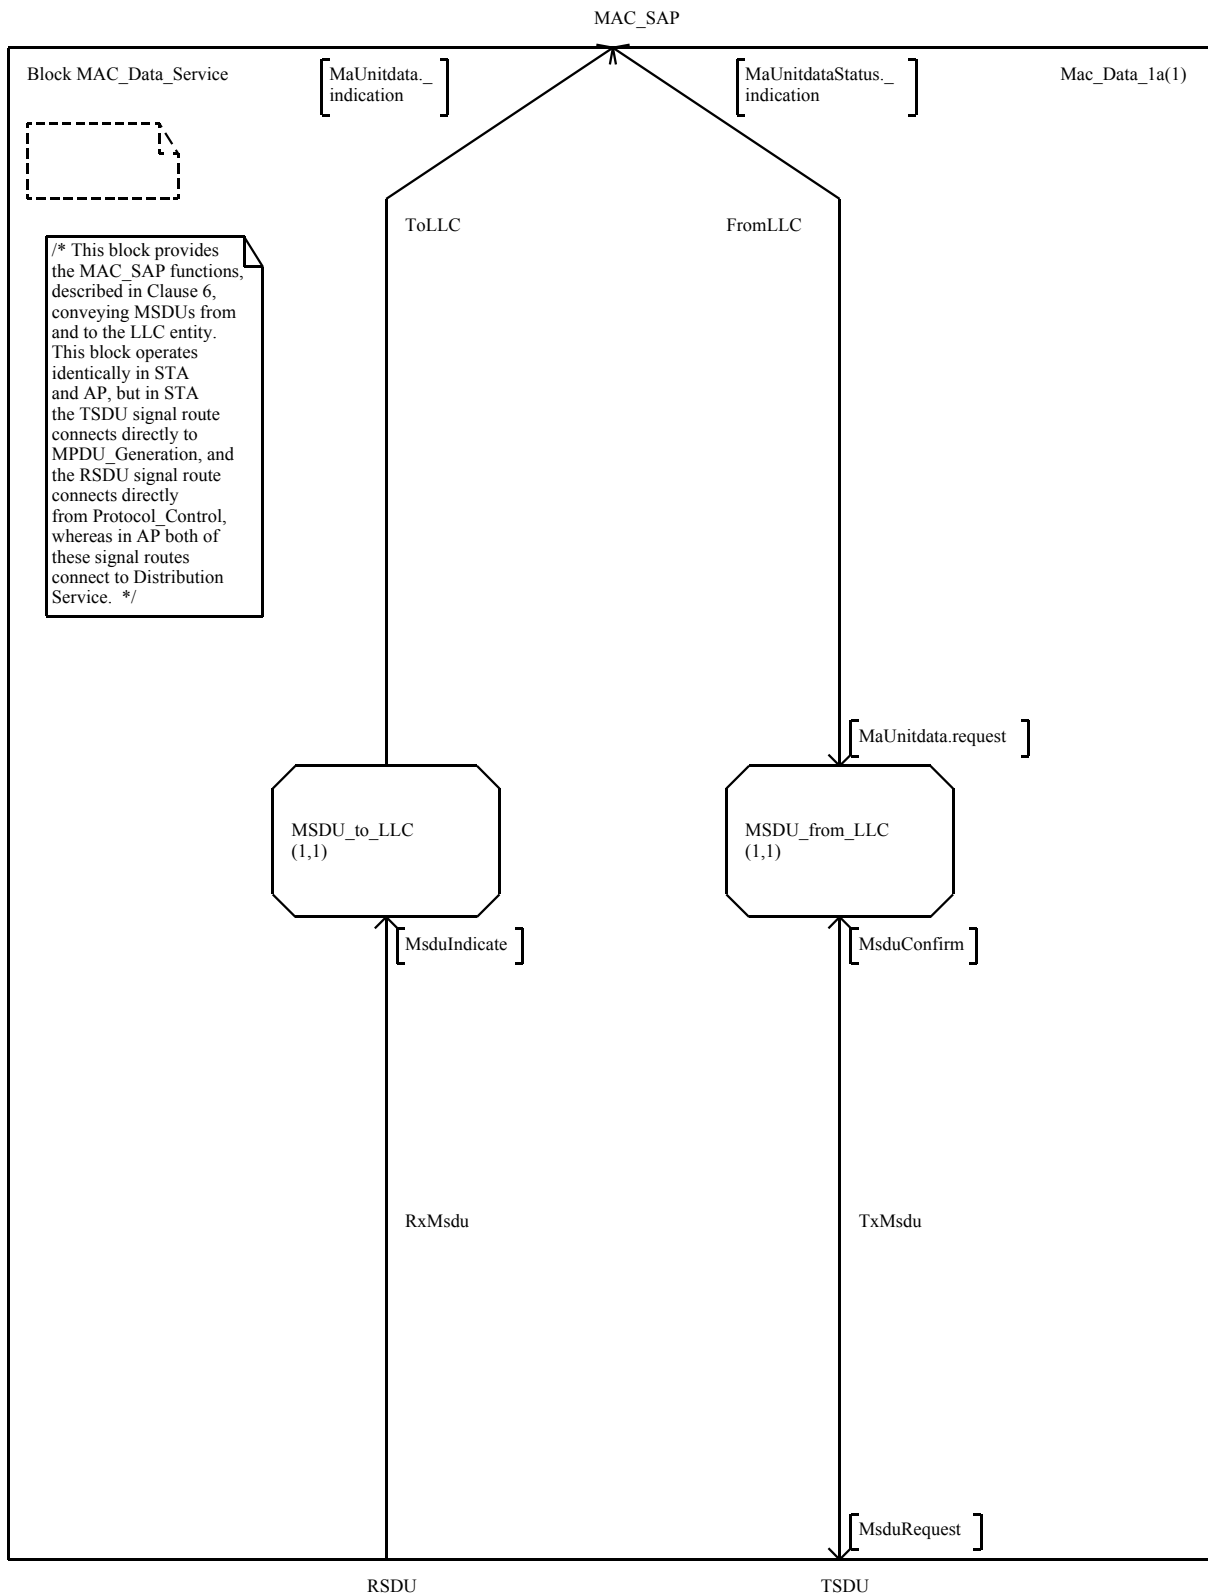 MAC_SAP
Block MAC_Data_Service
MaUnitdata._
indication
MaUnitdataStatus._
indication
Mac_Data_1a(1)
ToLLC
FromLLC
/* This block provides
the MAC_SAP functions,
described in Clause 6,
conveying MSDUs from
and to the LLC entity.
This block operates
identically in STA
and AP, but in STA
the TSDU signal route
connects directly to
MPDU_Generation, and
the RSDU signal route
connects directly
from Protocol_Control,
whereas in AP both of
these signal routes
connect to Distribution
Service. */
MaUnitdata.request
MSDU_to_LLC
(1,1)
MSDU_from_LLC
(1,1)
MsduIndicate
MsduConfirm
RxMsdu
TxMsdu
MsduRequest
RSDU
TSDU